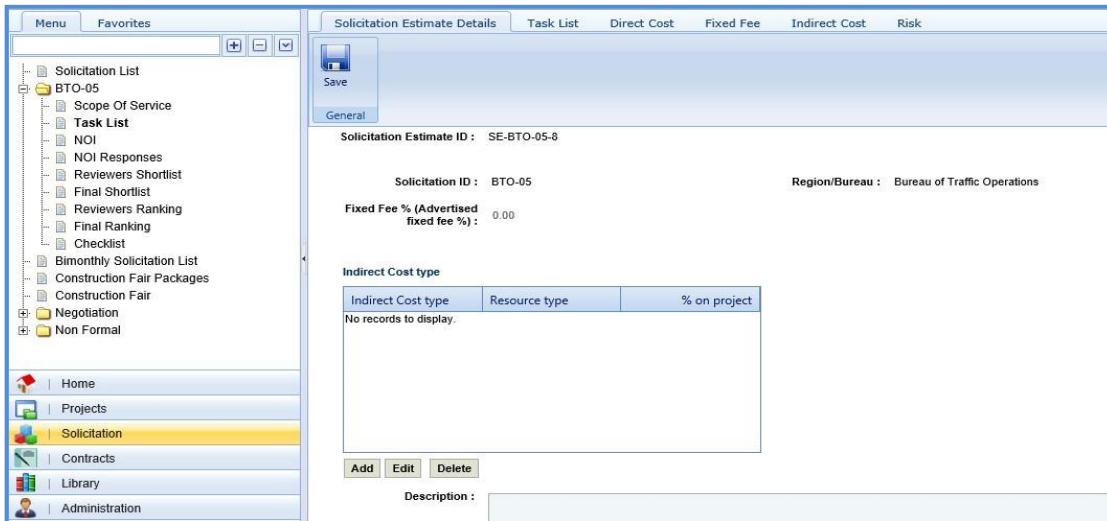 Menu
Favorites
Solicitation List
BTO-05
Scope Of Service
Task List
NOI
NOI Responses
Reviewers Shortlist
Final Shortlist
Reviewers Ranking
Final Ranking
Checklist
Bimonthly Solicitation List
Construction Fair Packages
Construction Fair
Negotiation
Non Formal
Home
Projects
Solicitation
Contracts
Library
Administration
Solicitation Estimate Details
Task List
Direct Cost
Fixed Fee
Indirect Cost
Risk
Save
General
Solicitation Estimate ID : SE-BTO-05-8
Solicitation ID : BTO-05
Region/Bureau : Bureau of Traffic Operations
Fixed Fee % (Advertised
fixed fee %) : 0.00
Indirect Cost type
Indirect Cost type Resource type % on project
No records to display.
Add Edit Delete
Description :